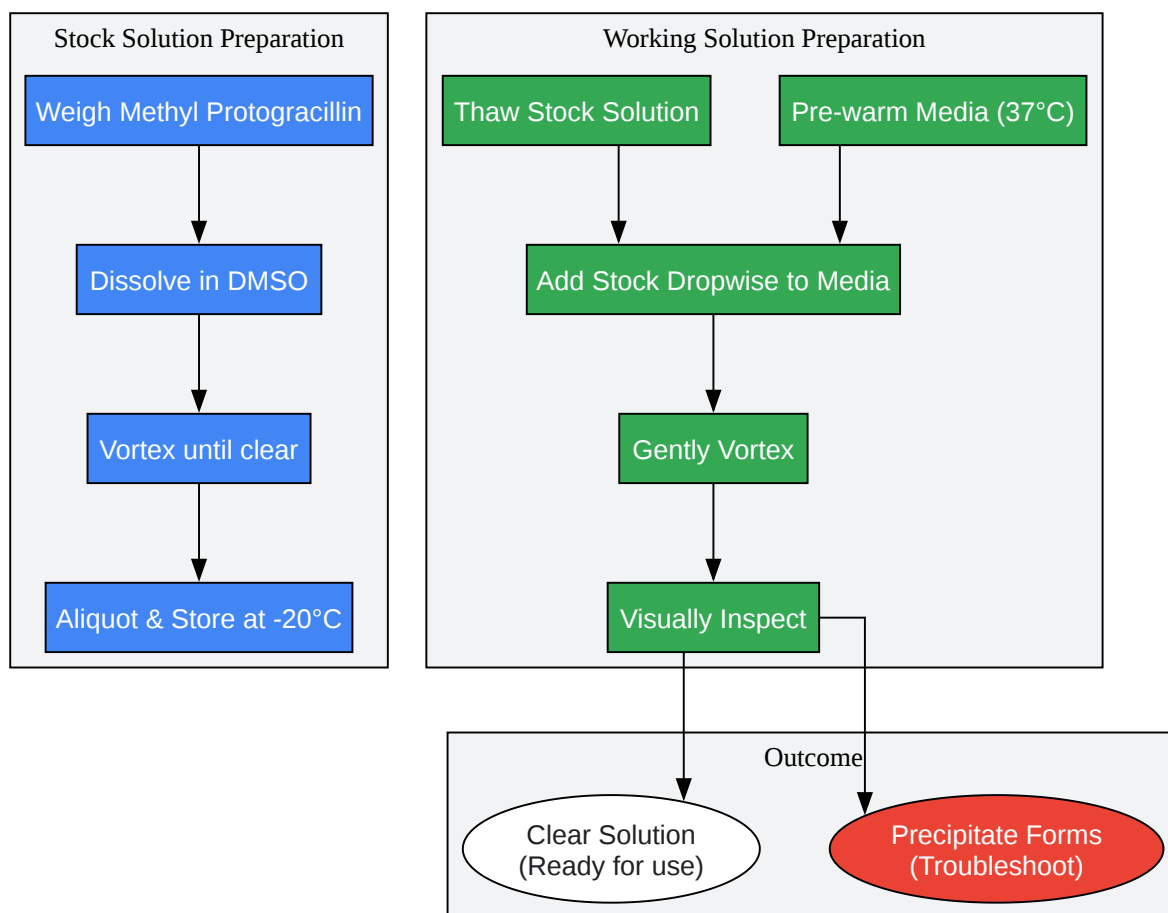 Stock Solution Preparation
Weigh Methyl Protogracillin
Dissolve in DMSO
Vortex until clear
Aliquot & Store at -20°C
Working Solution Preparation
Thaw Stock Solution
Pre-warm Media (37°C)
Add Stock Dropwise to Media
Gently Vortex
Visually Inspect
Outcome
Clear Solution
(Ready for use)
Precipitate Forms
(Troubleshoot)